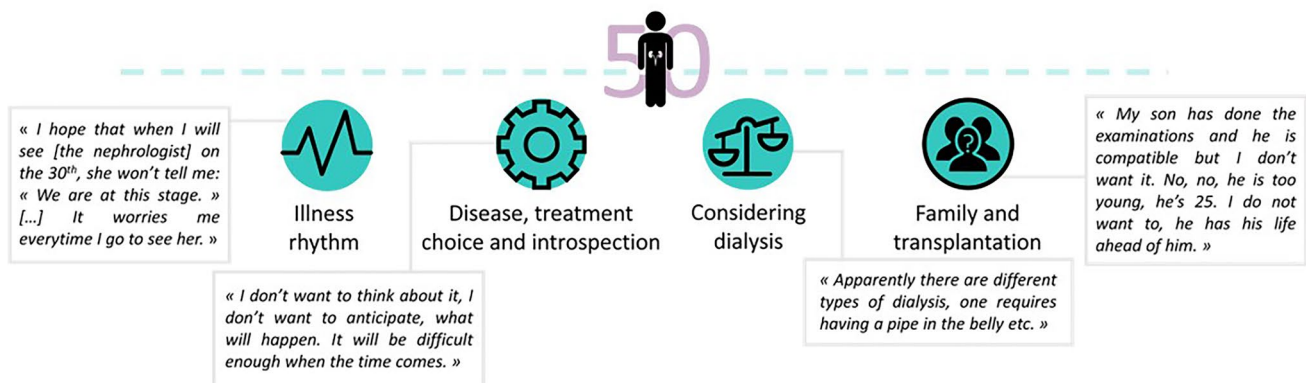 50
« I hope that when I will
see [the nephrologist] on
the 30th, she won't tell me:
« We are at this stage. »
[...] It worries me
everytime I go to see her. »
Illness
rhythm
« I don't want to think about it, I
don't want to anticipate, what
will happen. It will be difficult
enough when the time comes. »
Disease, treatment
choice and introspection
Considering
dialysis
« Apparently there are different
types of dialysis, one requires
having a pipe in the belly etc. »
?
Family and
transplantation
« My son has done the
examinations and he is
compatible but I don't
want it. No, no, he is too
young, he's 25. I do not
want to, he has his life
ahead of him. »